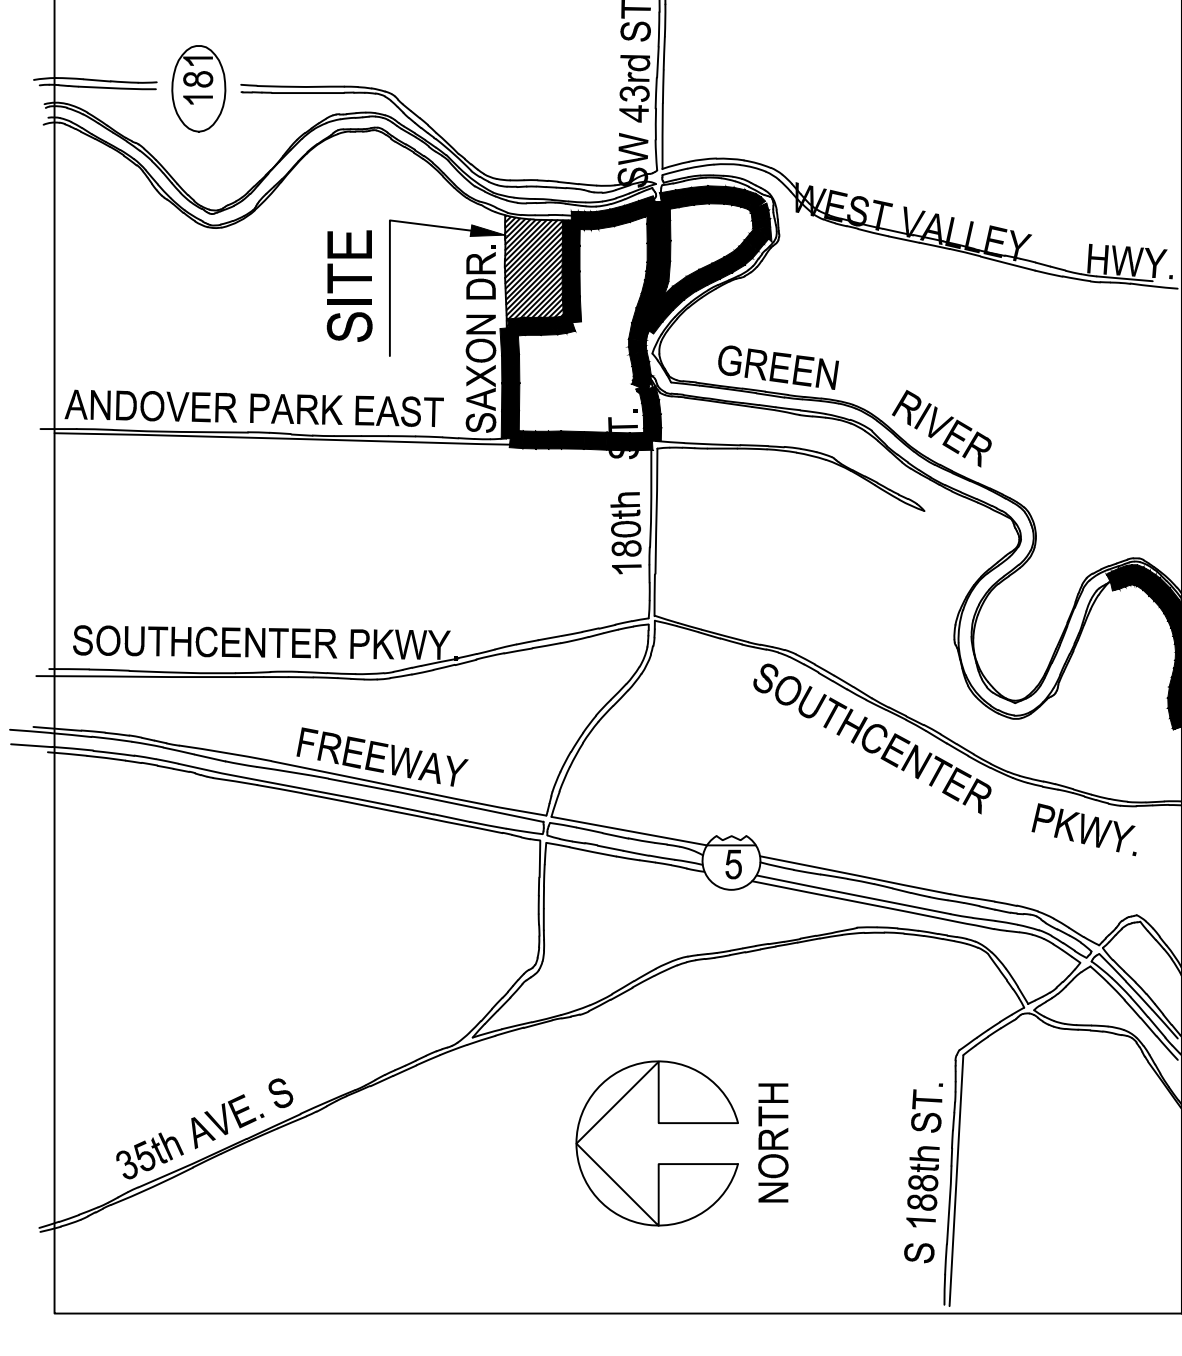 181
SW 43rd ST
WEST VALLEY HWY.
SITE
SAXON DR.
GREEN RIVER
ANDOVER PARK EAST
180th ST.
SOUTHCENTER PKWY.
SOUTHCENTER PKWY.
FREEWAY
5
35th AVE. S
NORTH
S 188th ST.